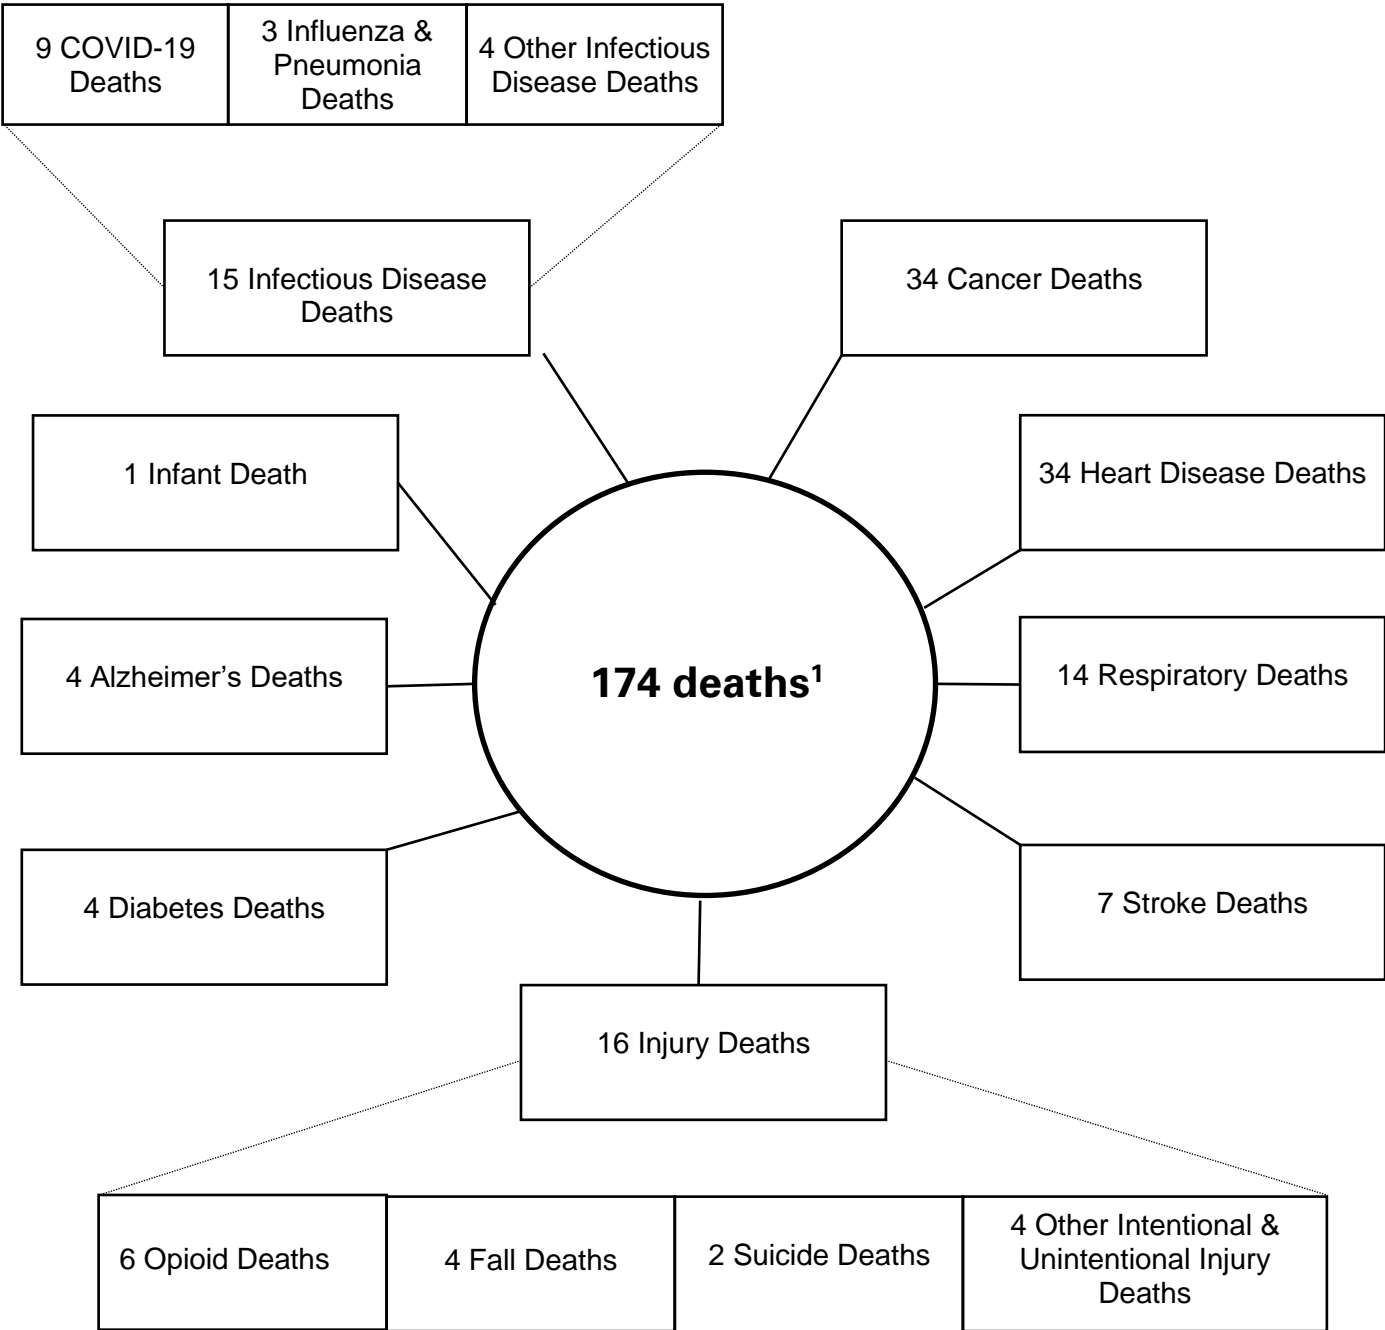 9 COVID-19
Deaths
3 Influenza &
Pneumonia
Deaths
4 Other Infectious
Disease Deaths
15 Infectious Disease
Deaths
34 Cancer Deaths
1 Infant Death
34 Heart Disease Deaths
4 Alzheimer’s Deaths
174 deaths¹
14 Respiratory Deaths
4 Diabetes Deaths
7 Stroke Deaths
16 Injury Deaths
6 Opioid Deaths
4 Fall Deaths
2 Suicide Deaths
4 Other Intentional &
Unintentional Injury
Deaths